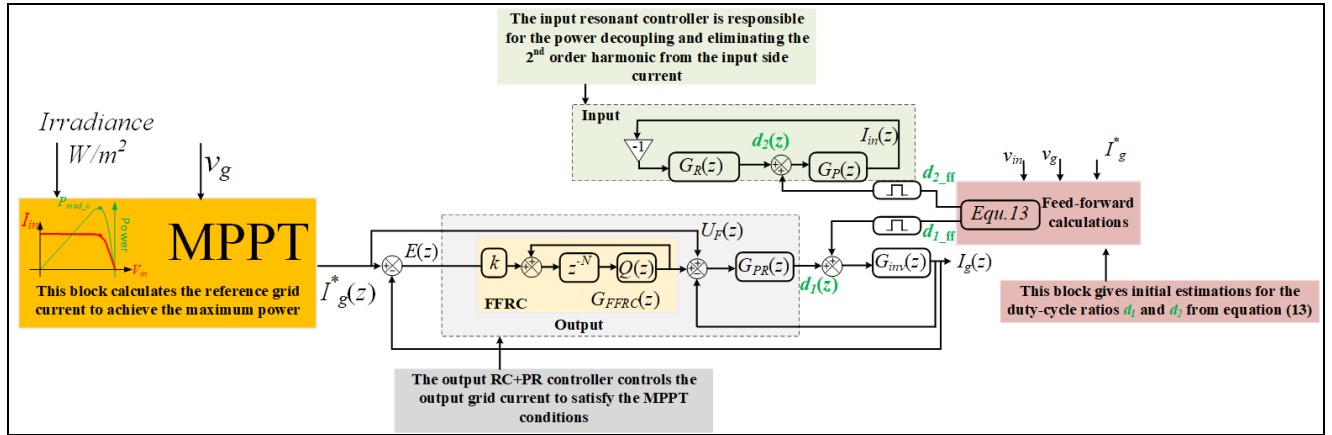 The input resonant controller is responsible
for the power decoupling and eliminating the
2nd order harmonic from the input side
current
Irradiance
W/m2
vg
Iin
Power
Vin
MPPT
This block calculates the reference grid
current to achieve the maximum power
I*g(z)
Input
-1
GR(z)
d2(z)
GP(z)
Iin(z)
E(z)
k
z-N
Q(z)
FFRC
GFFRC(z)
Output
UF(z)
GPR(z)
d1(z)
Ginv(z)
Ig(z)
d2_ff
d1_ff
vin
vg
I*g
Equ.13
Feed-forward
calculations
This block gives initial estimations for the
duty-cycle ratios d1 and d2 from equation (13)
The output RC+PR controller controls the
output grid current to satisfy the MPPT
conditions